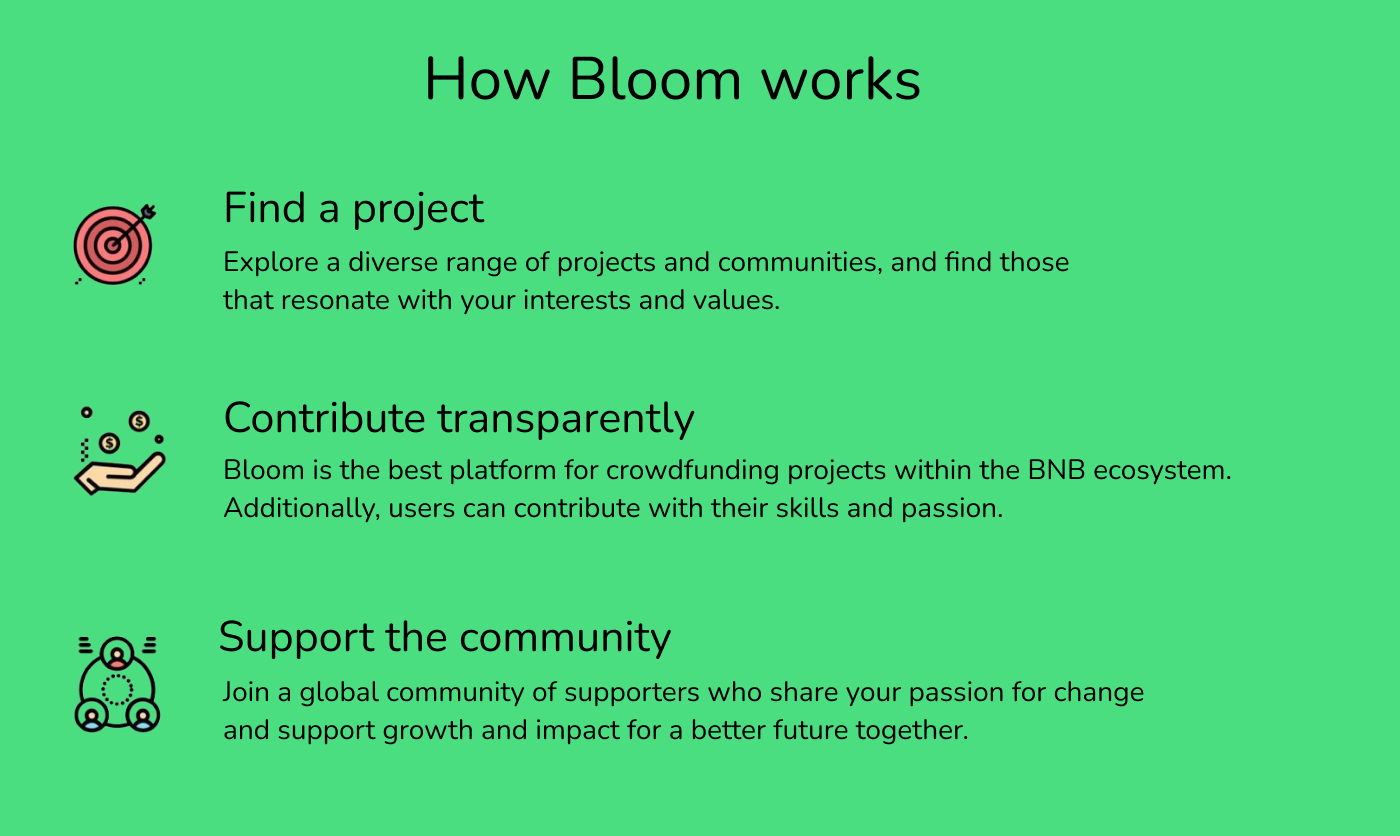 How Bloom works
Find a project
Explore a diverse range of projects and communities, and find those
that resonate with your interests and values.
Contribute transparently
Bloom is the best platform for crowdfunding projects within the BNB ecosystem.
Additionally, users can contribute with their skills and passion.
Support the community
Join a global community of supporters who share your passion for change
and support growth and impact for a better future together.